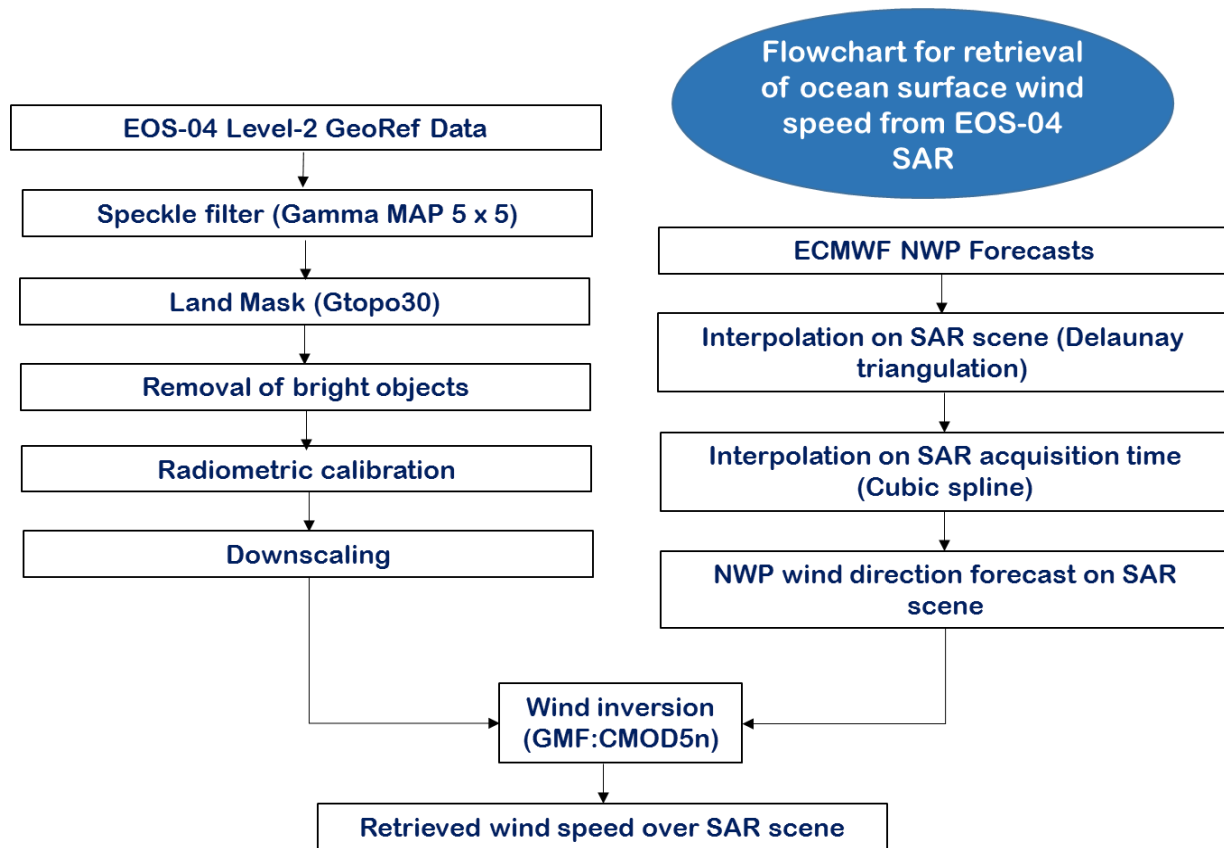 Flowchart for retrieval
of ocean surface wind
speed from EOS-04
SAR
EOS-04 Level-2 GeoRef Data
Speckle filter (Gamma MAP 5 x 5)
Land Mask (Gtopo30)
Removal of bright objects
Radiometric calibration
Downscaling
ECMWF NWP Forecasts
Interpolation on SAR scene (Delaunay
triangulation)
Interpolation on SAR acquisition time
(Cubic spline)
NWP wind direction forecast on SAR
scene
Wind inversion
(GMF:CMOD5n)
Retrieved wind speed over SAR scene